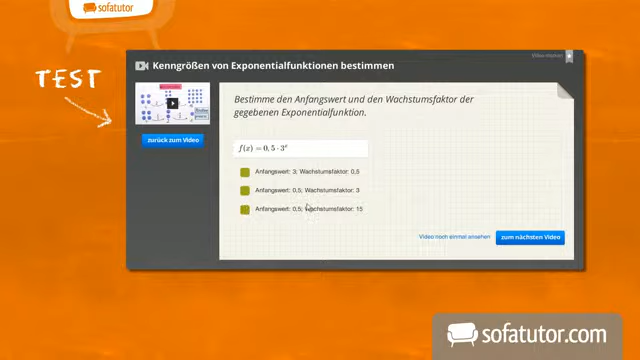 sofatutor
Kenngrößen von Exponentialfunktionen bestimmen
TEST
Bestimme den Anfangswert und den Wachstumsfaktor der
gegebenen Exponentialfunktion.
zurück zum Video
f(x) = 0,5 · 3^x
Anfangswert: 3; Wachstumsfaktor: 0,5
Anfangswert: 0,5; Wachstumsfaktor: 3
Anfangswert: 0,5; Wachstumsfaktor: 15
Video noch einmal ansehen
zum nächsten Video
sofatutor.com